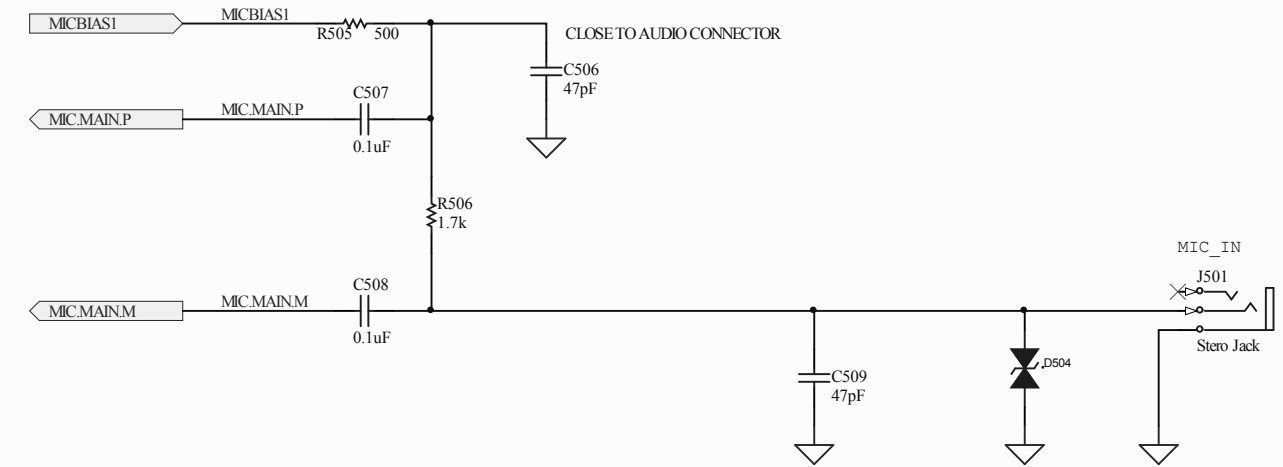 MICBIAS1
MICBIAS1
R505 500
CLOSE TO AUDIO CONNECTOR
C506
47pF
C507
MIC.MAIN.P
MIC.MAIN.P
0.1uF
R506
1.7k
MIC_IN
J501
C508
MIC.MAIN.M
MIC.MAIN.M
0.1uF
Stero Jack
.D504
C509
47pF